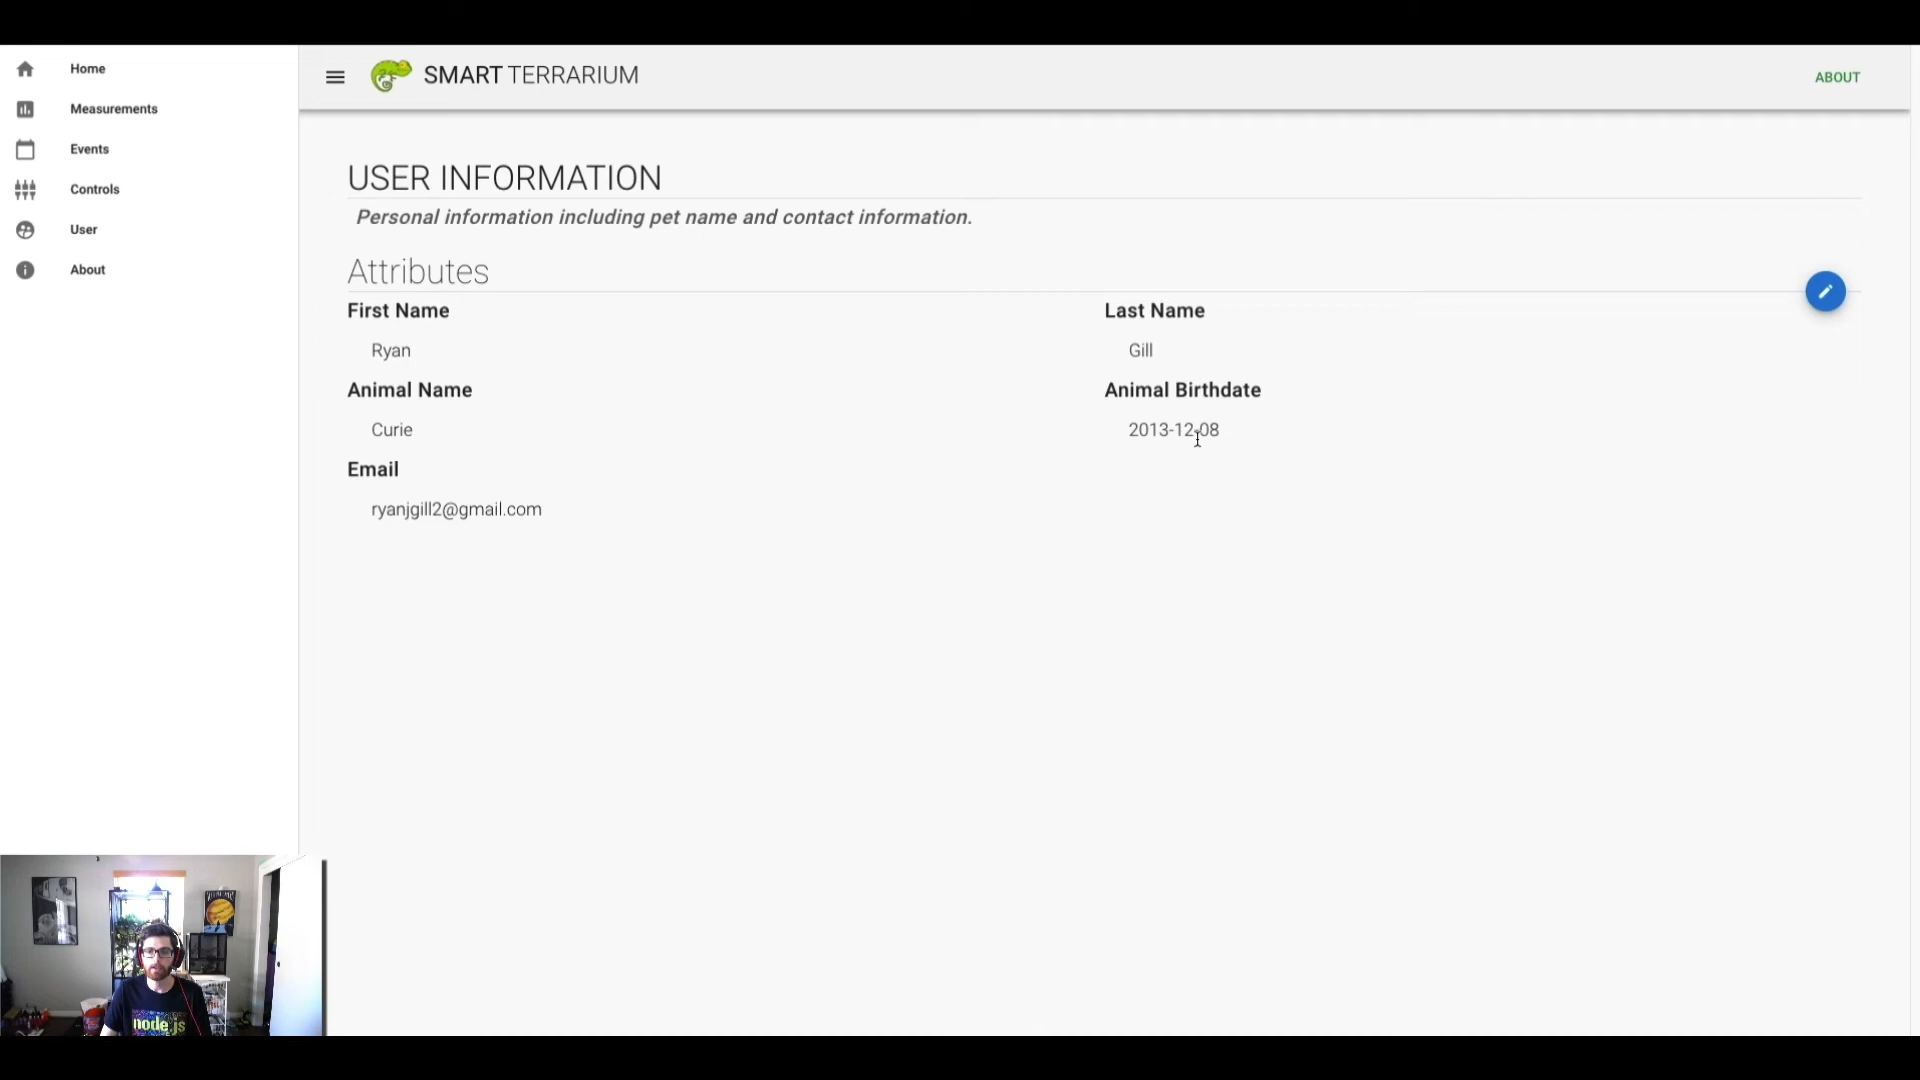 Home
Measurements
Events
Controls
User
About
SMART TERRARIUM
ABOUT
USER INFORMATION
Personal information including pet name and contact information.
Attributes
First Name
Last Name
Ryan
Gill
Animal Name
Animal Birthdate
Curie
2013-12-08
Email
ryanjgill2@gmail.com
node.js